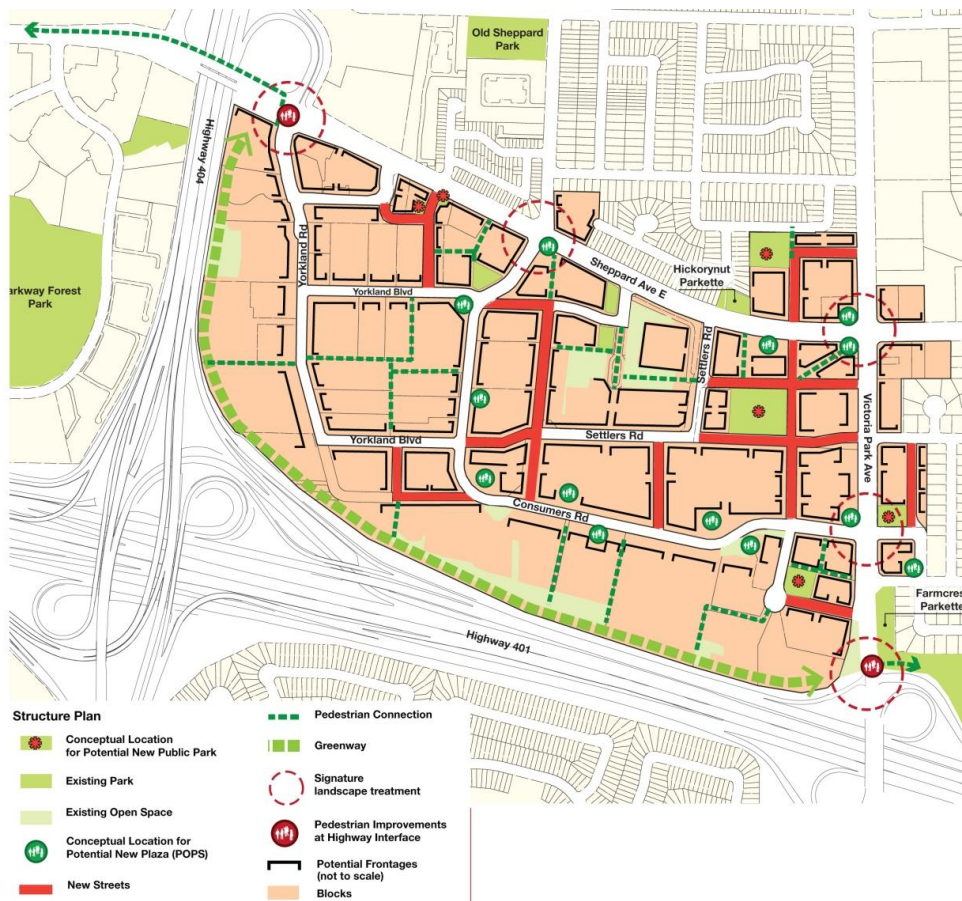 Old Sheppard
Park
Highway 404
Yorkland Rd
arkway Forest
Park
Yorkland Blvd
Sheppard Ave E
Hickorynut
Parkette
Settlers Rd
Victoria Park Ave
Yorkland Blvd
Settlers Rd
Consumers Rd
Farmcres
Parkette
Highway 401
Structure Plan
Conceptual Location
for Potential New Public Park
Existing Park
Existing Open Space
Conceptual Location for
Potential New Plaza (POPS)
New Streets
Pedestrian Connection
Greenway
Signature
landscape treatment
Pedestrian Improvements
at Highway Interface
Potential Frontages
(not to scale)
Blocks